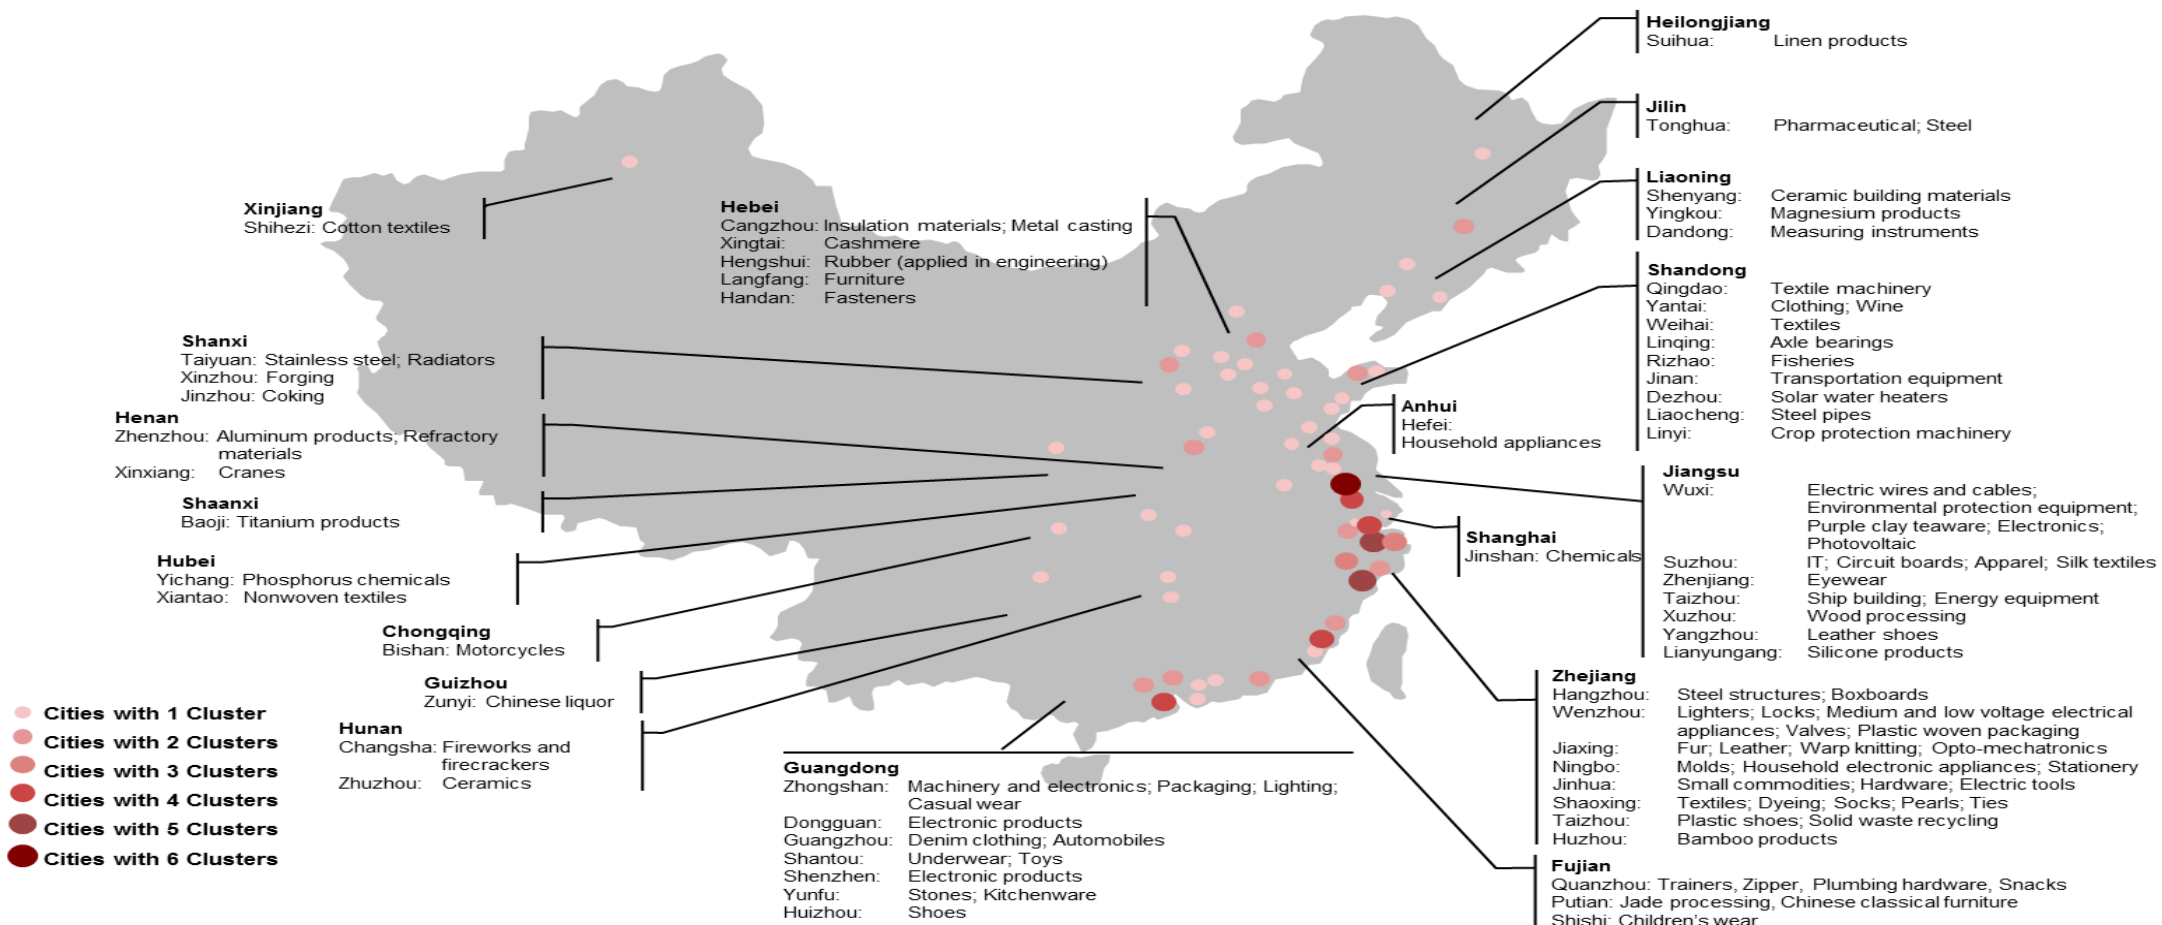 Heilongjiang
Suihua: Linen products
Jilin
Tonghua: Pharmaceutical; Steel
Liaoning
Shenyang: Ceramic building materials
Yingkou: Magnesium products
Dandong: Measuring instruments
Shandong
Qingdao: Textile machinery
Yantai: Clothing; Wine
Weihai: Textiles
Linqing: Axle bearings
Rizhao: Fisheries
Jinan: Transportation equipment
Dezhou: Solar water heaters
Liaocheng: Steel pipes
Linyi: Crop protection machinery
Xinjiang
Shihezi: Cotton textiles
Hebei
Cangzhou: Insulation materials; Metal casting
Xingtai: Cashmere
Hengshui: Rubber (applied in engineering)
Langfang: Furniture
Handan: Fasteners
Shanxi
Taiyuan: Stainless steel; Radiators
Xinzhou: Forging
Jinzhou: Coking
Henan
Zhenzhou: Aluminum products; Refractory
materials
Xinxiang: Cranes
Shaanxi
Baoji: Titanium products
Hubei
Yichang: Phosphorus chemicals
Xiantao: Nonwoven textiles
Chongqing
Bishan: Motorcycles
Guizhou
Zunyi: Chinese liquor
Hunan
Changsha: Fireworks and
firecrackers
Zhuzhou: Ceramics
Anhui
Hefei:
Household appliances
Jiangsu
Wuxi: Electric wires and cables;
Environmental protection equipment;
Purple clay teaware; Electronics;
Photovoltaic
Suzhou: IT; Circuit boards; Apparel; Silk textiles
Zhenjiang: Eyewear
Taizhou: Ship building; Energy equipment
Xuzhou: Wood processing
Yangzhou: Leather shoes
Lianyungang: Silicone products
Shanghai
Jinshan: Chemicals
Zhejiang
Hangzhou: Steel structures; Boxboards
Wenzhou: Lighters; Locks; Medium and low voltage electrical
appliances; Valves; Plastic woven packaging
Jiaxing: Fur; Leather; Warp knitting; Opto-mechatronics
Ningbo: Molds; Household electronic appliances; Stationery
Jinhua: Small commodities; Hardware; Electric tools
Shaoxing: Textiles; Dyeing; Socks; Pearls; Ties
Taizhou: Plastic shoes; Solid waste recycling
Huzhou: Bamboo products
Fujian
Quanzhou: Trainers, Zipper, Plumbing hardware, Snacks
Putian: Jade processing, Chinese classical furniture
Shishi: Children's wear
Guangdong
Zhongshan: Machinery and electronics; Packaging; Lighting;
Casual wear
Dongguan: Electronic products
Guangzhou: Denim clothing; Automobiles
Shantou: Underwear; Toys
Shenzhen: Electronic products
Yunfu: Stones; Kitchenware
Huizhou: Shoes
Cities with 1 Cluster
Cities with 2 Clusters
Cities with 3 Clusters
Cities with 4 Clusters
Cities with 5 Clusters
Cities with 6 Clusters